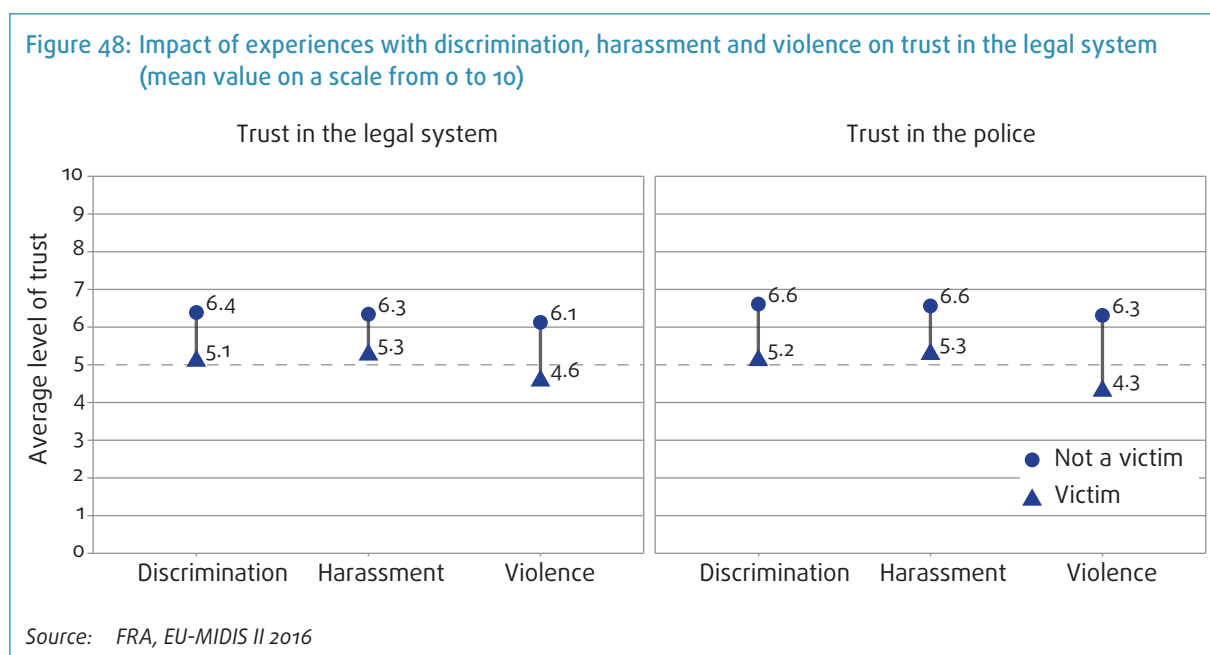 Figure 48: Impact of experiences with discrimination, harassment and violence on trust in the legal system
(mean value on a scale from 0 to 10)
Trust in the legal system
Trust in the police
Average level of trust
10
9
8
7
6
5
4
3
2
1
0
6.4
5.1
6.3
5.3
6.1
4.6
6.6
5.2
6.6
5.3
6.3
4.3
Not a victim
Victim
Discrimination Harassment Violence
Discrimination Harassment Violence
Source: FRA, EU-MIDIS II 2016